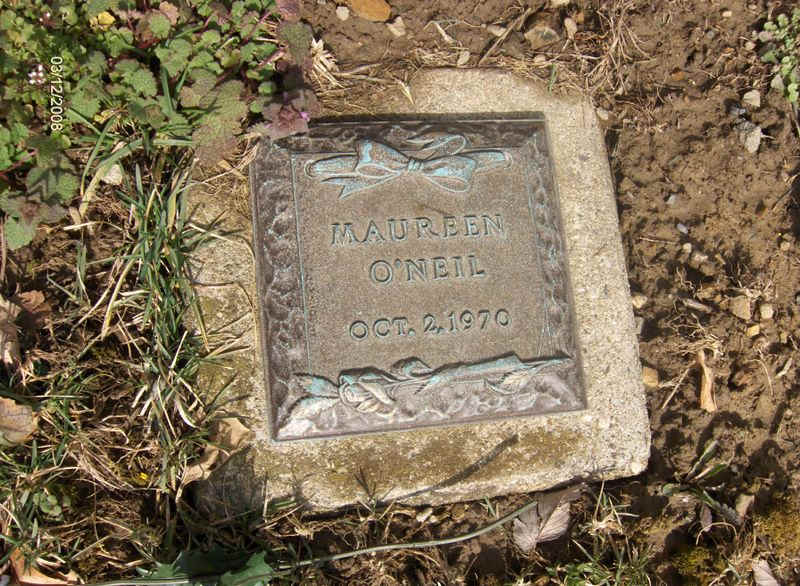 03/12/2008
MAUREEN
O'NEIL
OCT. 2, 1970